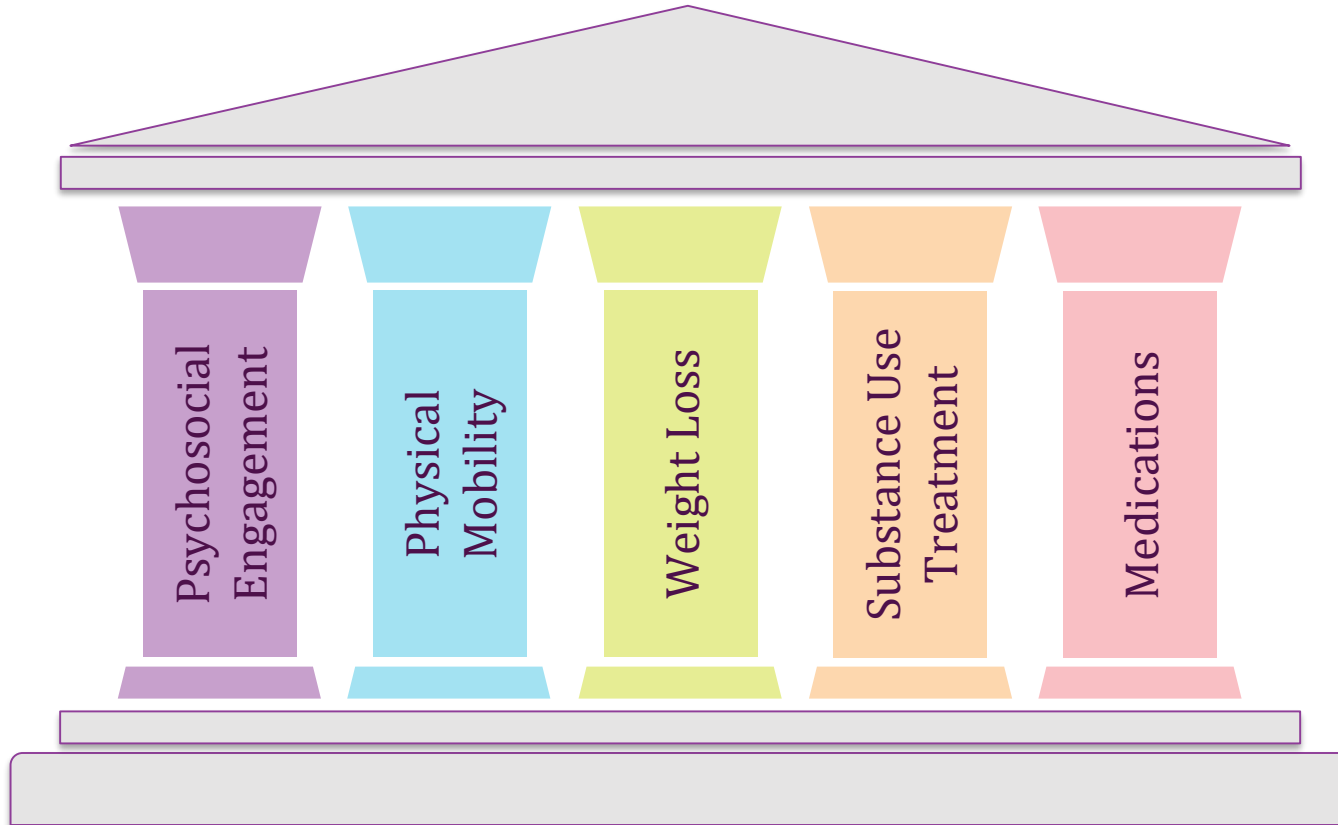 Psychosocial
Engagement
Physical
Mobility
Weight Loss
Substance Use
Treatment
Medications